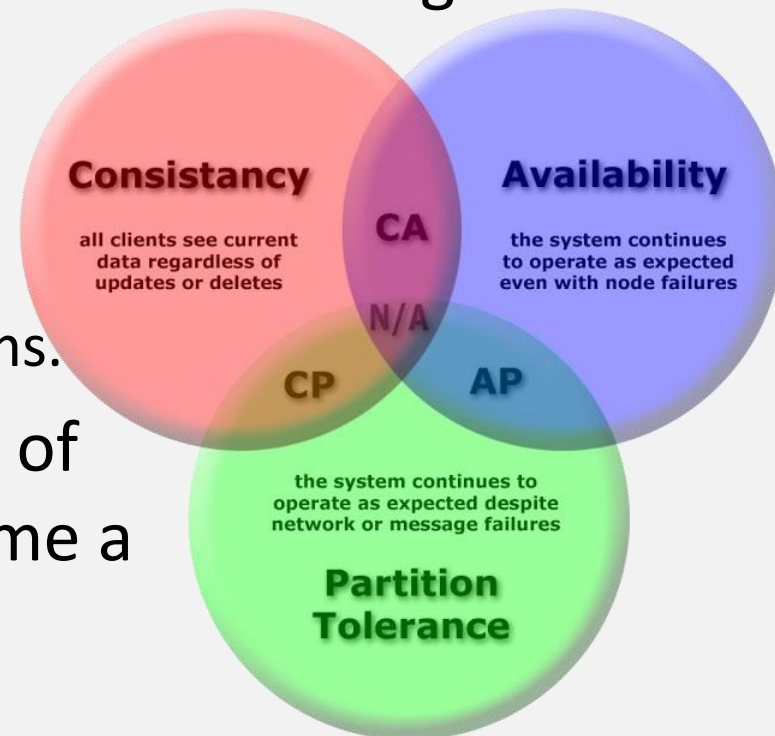 g
Consistancy
all clients see current
data regardless of
updates or deletes
Availability
the system continues
to operate as expected
even with node failures
CA
N/A
CP
AP
ns.
of
me a
the system continues to
operate as expected despite
network or message failures
Partition
Tolerance